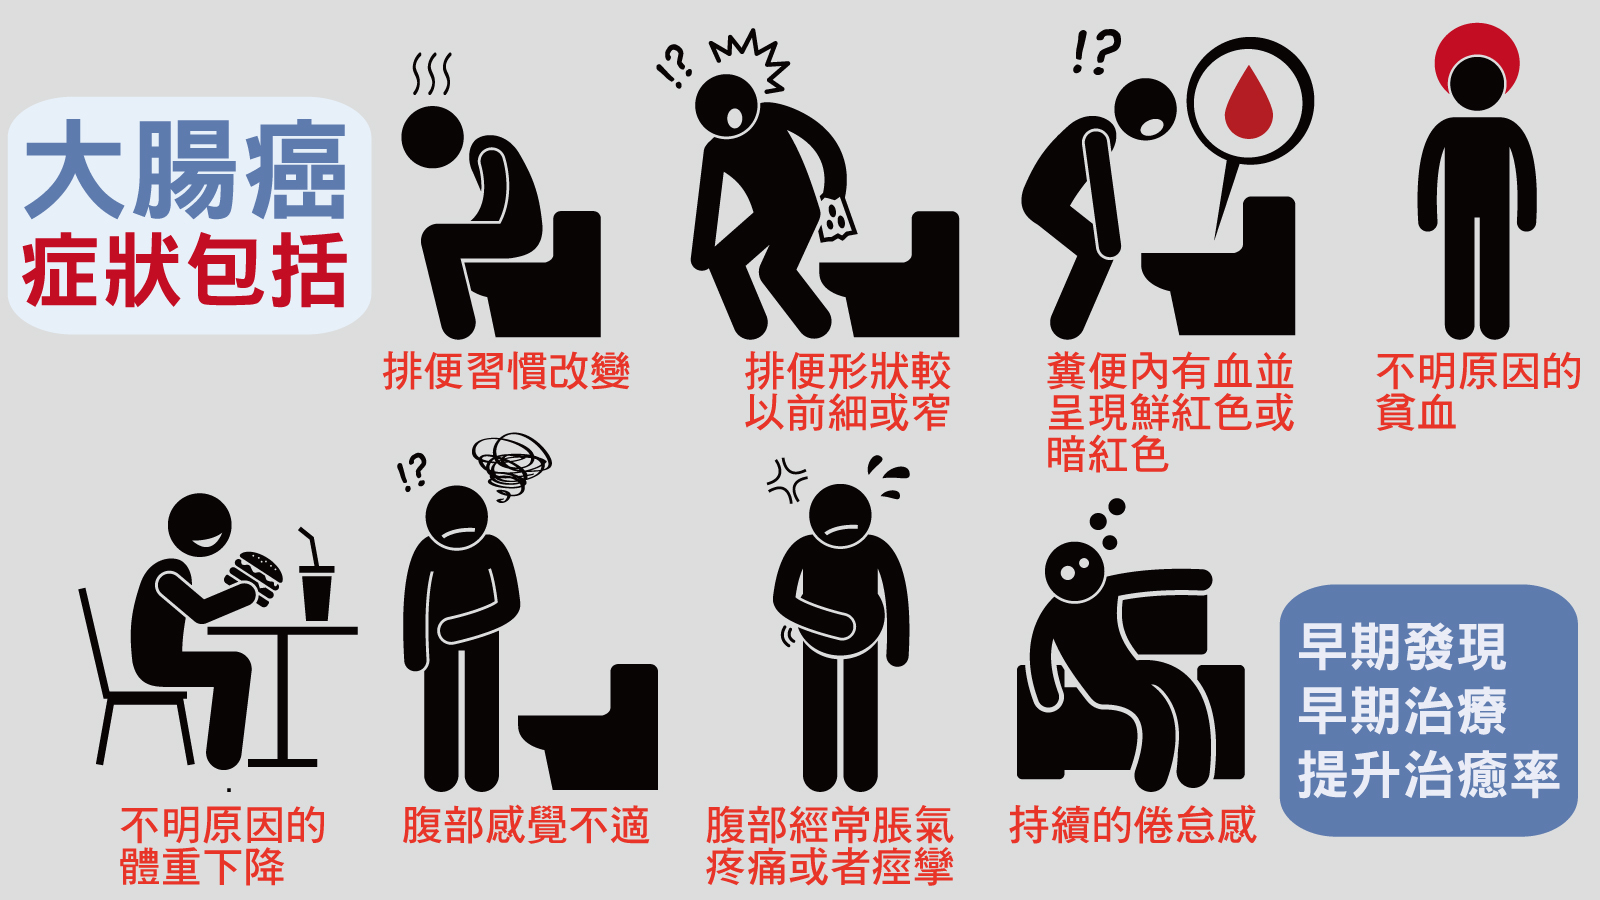 大腸癌
症狀包括
排便習慣改變
排便形狀較
以前細或窄
糞便內有血並
呈現鮮紅色或
暗紅色
不明原因的
貧血
!?
!?
不明原因的
體重下降
!?
腹部感覺不適
腹部經常脹氣
疼痛或者痙攣
持續的倦怠感
早期發現
早期治療
提升治癒率